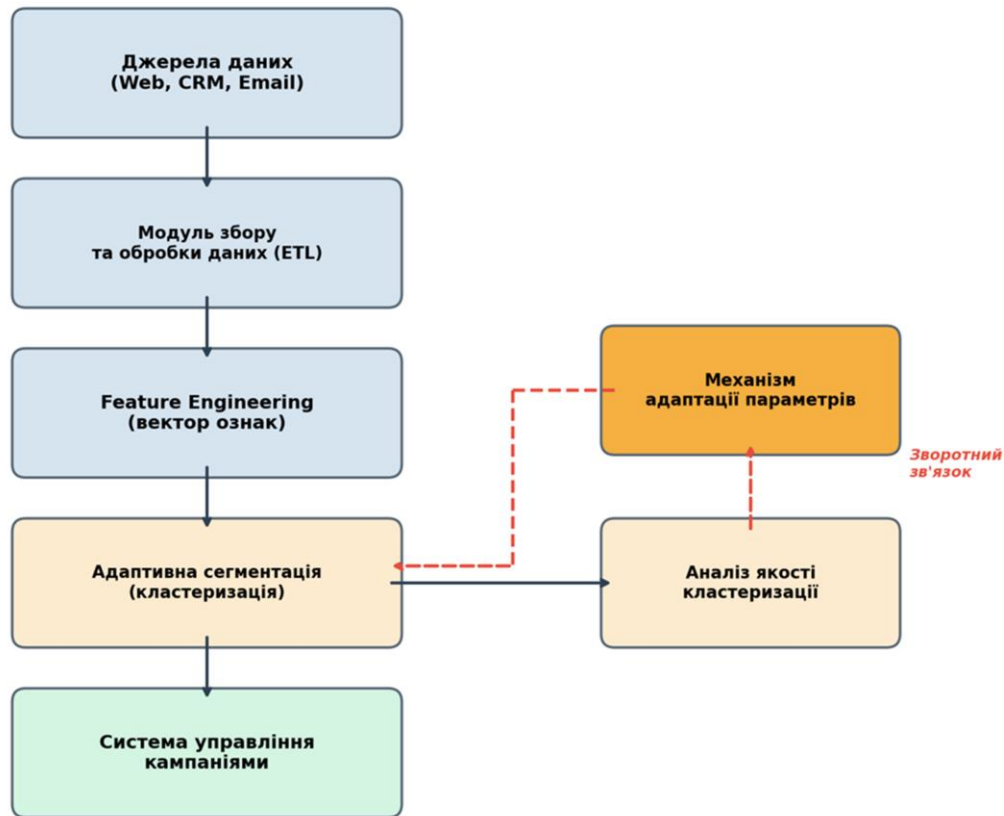 Джерела даних
(Web, CRM, Email)
Модуль збору
та обробки даних (ETL)
Feature Engineering
(вектор ознак)
Механізм
адаптації параметрів
Зворотний
зв'язок
Адаптивна сегментація
(кластеризація)
Аналіз якості
кластеризації
Система управління
кампаніями